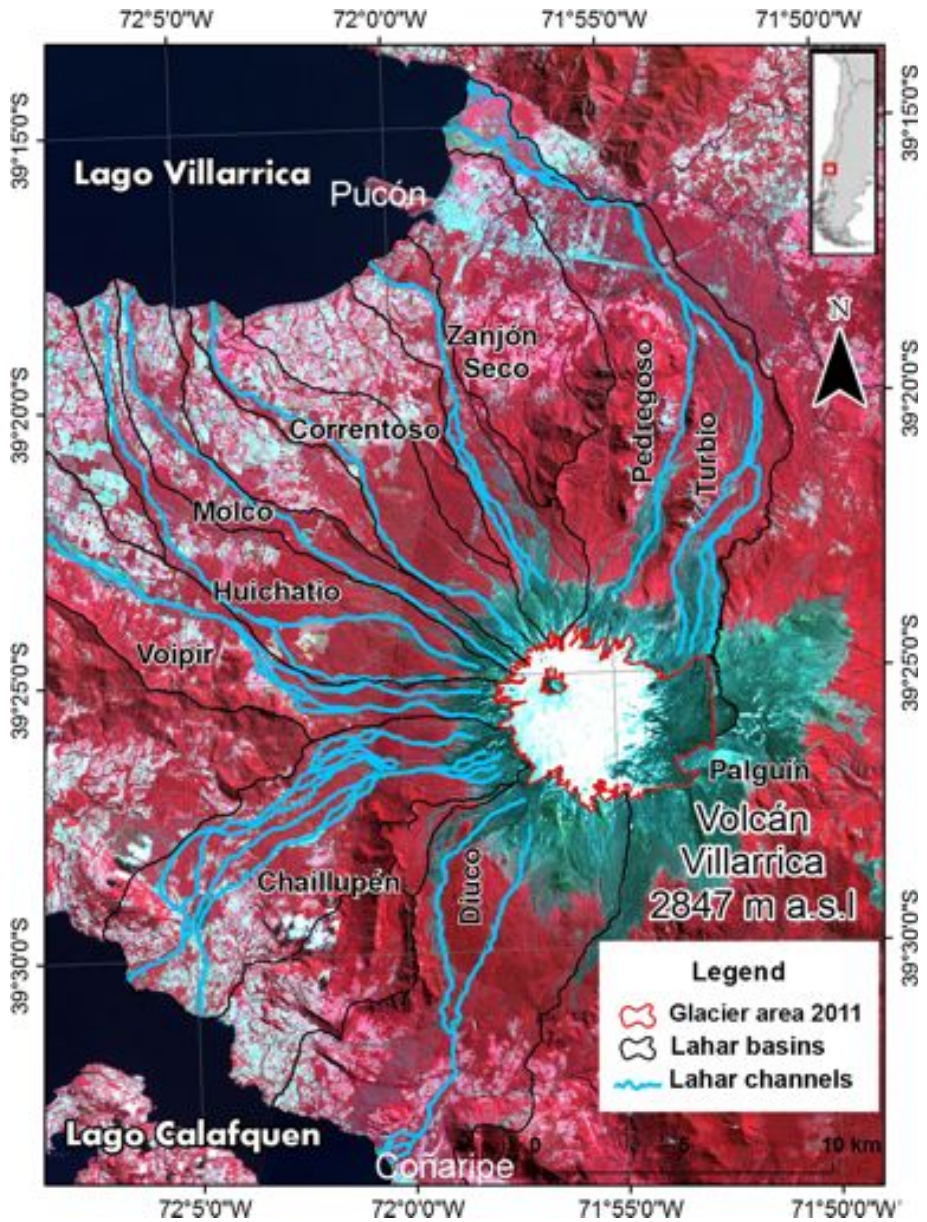 72°5'0"W
72°0'0"W
71°55'0"W
71°50'0"W
39°15'0"S
39°15'0"S
Lago Villarrica
Pucón
N
Zanjón
Seco
Pedregoso
Turbio
39°20'0"S
39°20'0"S
Correntoso
Molco
Huichatio
Voipir
39°25'0"S
39°25'0"S
Palguín
Volcán
Villarrica
2847 m a.s.l
Chaillupén
Diuco
39°30'0"S
39°30'0"S
Legend
Glacier area 2011
Lahar basins
Lahar channels
Lago Calafquen
Coñaripe
0
5
10 km
72°5'0"W
72°0'0"W
71°55'0"W
71°50'0"W